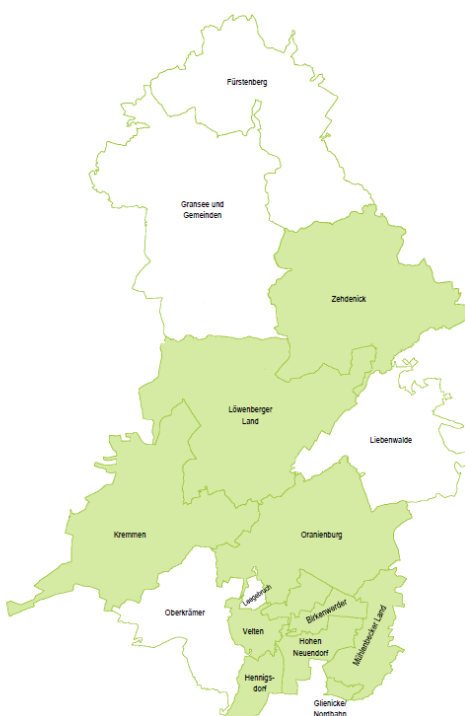 Fürstenberg
Gransee und
Gemeinden
Zehdenick
Löwenberger
Land
Liebenwalde
Kremmen
Oranienburg
Leegebruch
Oberkrämer
Birkenwerder
Velten
Hohen
Neuendorf
Mühlenbecker Land
Hennigs-
dorf
Glienicke/
Nordbahn